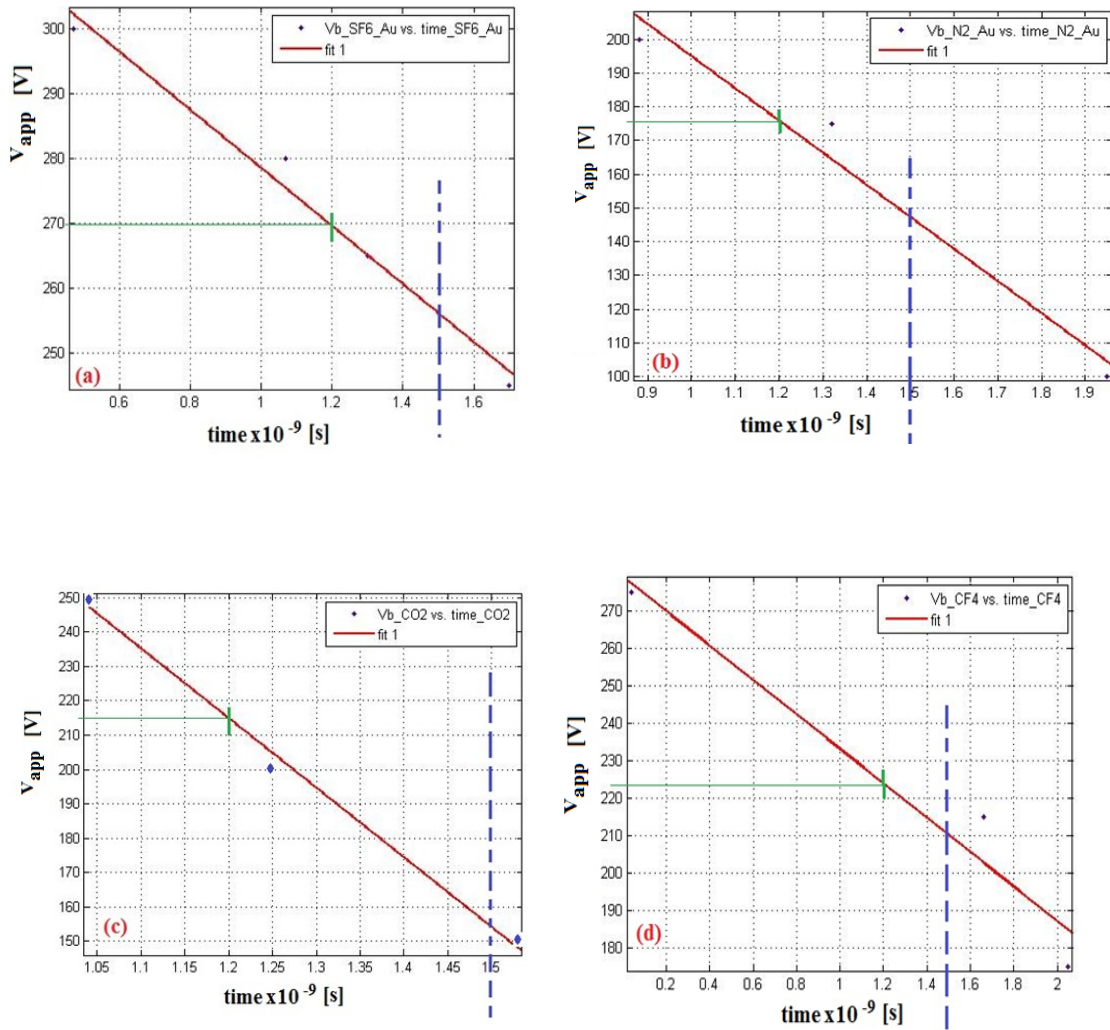 Vb_SF6_Au vs. time_SF6_Au
fit 1
300
290
280
270
260
250
V app [V]
(a)
0.6 0.8 1 1.2 1.4 1.6
time x10 -9 [s]
Vb_N2_Au vs. time_N2_Au
fit 1
200
190
180
170
160
150
140
130
120
110
100
V app [V]
(b)
0.9 1 1.1 1.2 1.3 1.4 1.5 1.6 1.7 1.8 1.9
time x10 -9 [s]
Vb_CO2 vs. time_CO2
fit 1
250
240
230
220
210
200
190
180
170
160
150
V app [V]
(c)
1.05 1.1 1.15 1.2 1.25 1.3 1.35 1.4 1.45 1.5
time x10 -9 [s]
Vb_CF4 vs. time_CF4
fit 1
270
260
250
240
230
220
210
200
190
180
V app [V]
(d)
0.2 0.4 0.6 0.8 1 1.2 1.4 1.6 1.8 2
time x10 -9 [s]